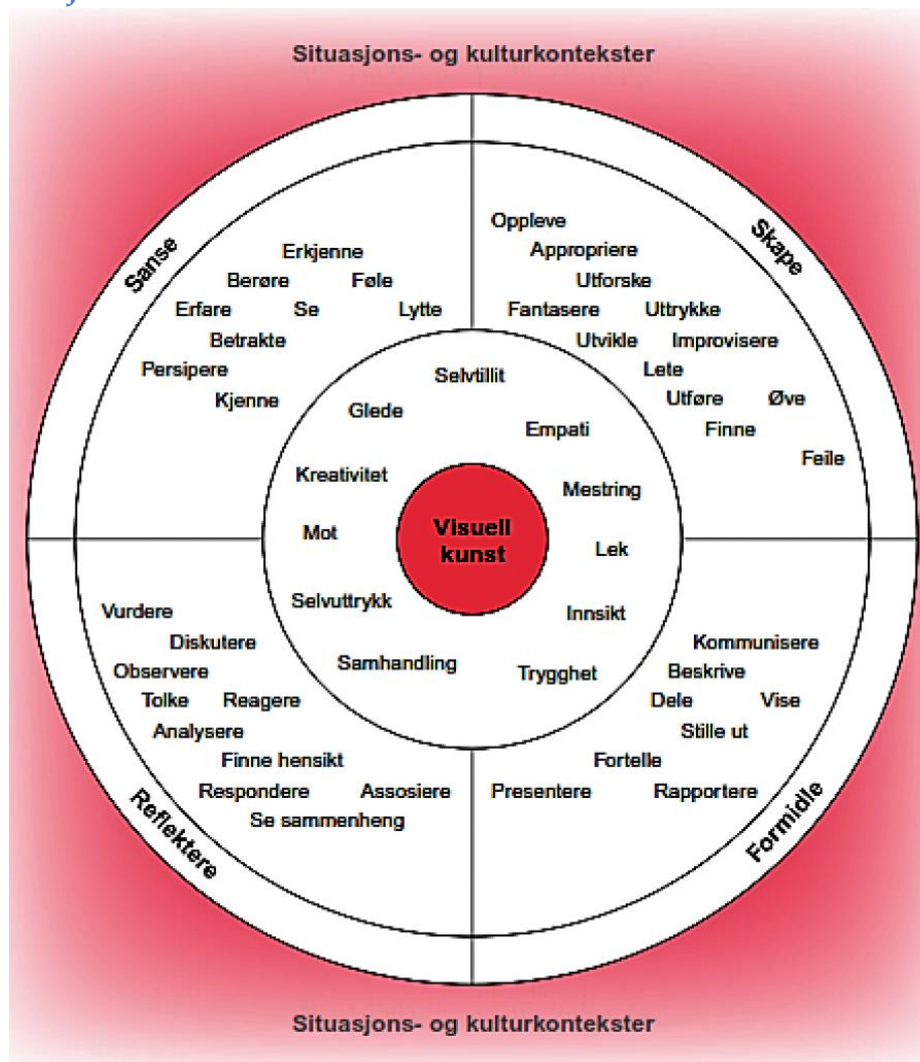 Situasjons- og kulturkontekster
Sanse
Erkjenne
Berøre Føle
Erfare Se Lytte
Betrakte
Persipere
Kjenne
Skape
Oppleve
Appropriere
Utforske
Fantasere Uttrykke
Utvikle Improvisere
Lete
Utføre Øve
Finne
Feile
Selvtillit
Glede
Empati
Kreativitet
Mestring
Mot
Lek
Selvuttrykk
Innsikt
Samhandling
Trygghet
Visuell
kunst
Vurdere
Diskutere
Observere
Tolke Reagere
Analysere
Finne hensikt
Respondere Assosiere
Se sammenheng
Reflektere
Kommunisere
Beskrive
Dele Vise
Stille ut
Fortelle
Presentere Rapportere
Formidle
Situasjons- og kulturkontekster